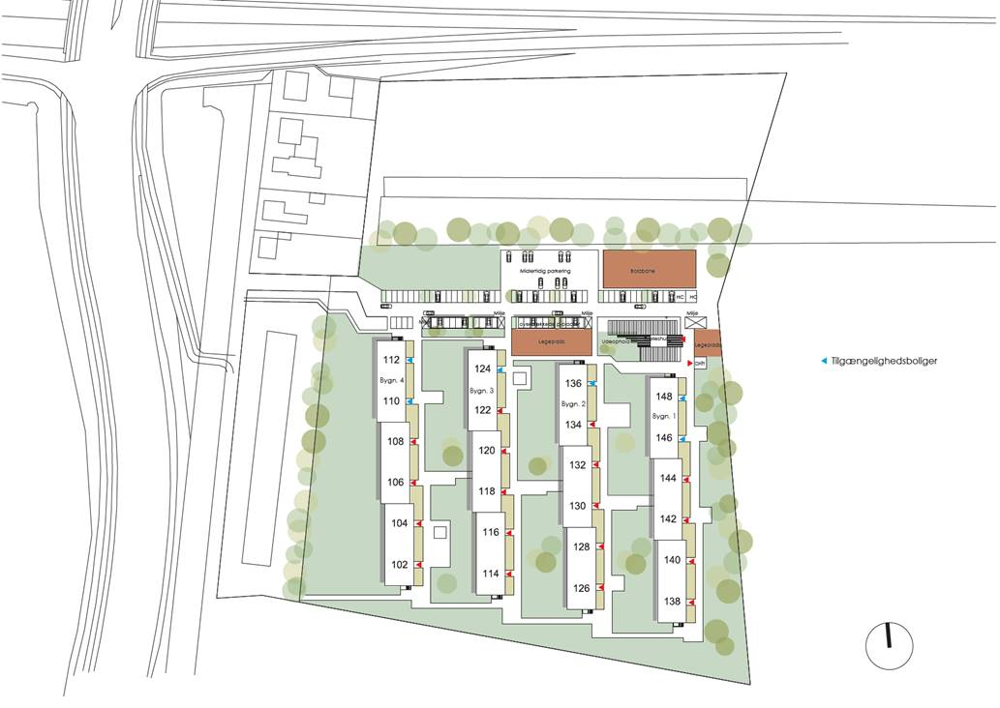 Midlertidig parkering
Boldbane
HC
HC
Miljø
Miljø
Miljø
Legeplads
Udeophold
Legeplads
Drift
Tilgængelighedsboliger
112
Bygn. 4
110
108
106
104
102
124
Bygn. 3
122
120
118
116
114
136
Bygn. 2
134
132
130
128
126
148
Bygn. 1
146
144
142
140
138